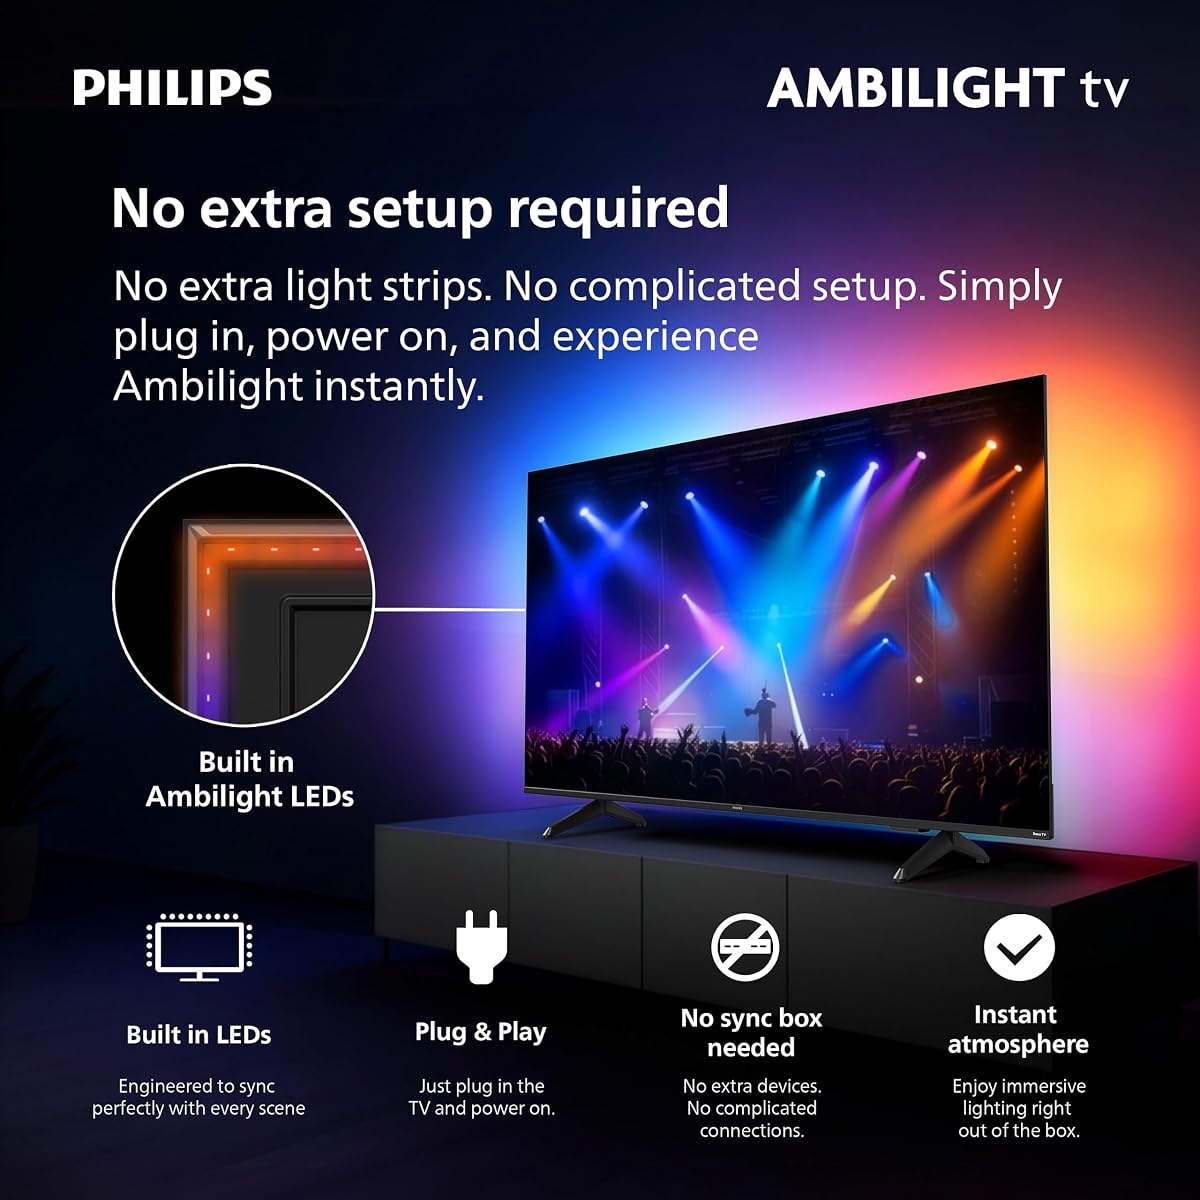 PHILIPS
AMBILIGHT tv
No extra setup required
No extra light strips. No complicated setup. Simply
plug in, power on, and experience
Ambilight instantly.
Built in
Ambilight LEDs
PHILIPS
Roku TV
Built in LEDs
Engineered to sync
perfectly with every scene
Plug & Play
Just plug in the
TV and power on.
No sync box
needed
No extra devices.
No complicated
connections.
Instant
atmosphere
Enjoy immersive
lighting right
out of the box.